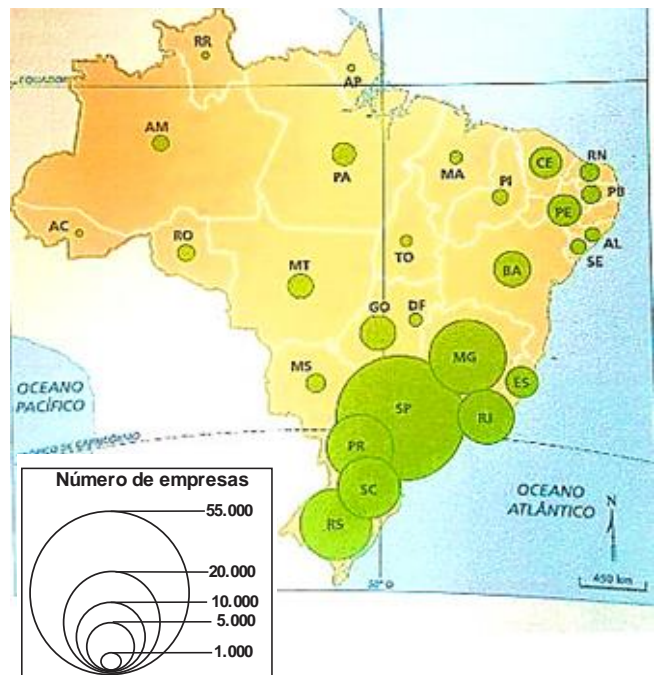 RR
EQUADOR
AP
AM
PA
MA
CE
RN
PI
PB
PE
AC
RO
TO
AL
SE
MT
BA
GO
DF
MG
MS
ES
OCEANO
PACÍFICO
SP
RJ
PR
SC
RS
OCEANO
ATLÂNTICO
N
50° O
450 km
Número de empresas
55.000
20.000
10.000
5.000
1.000